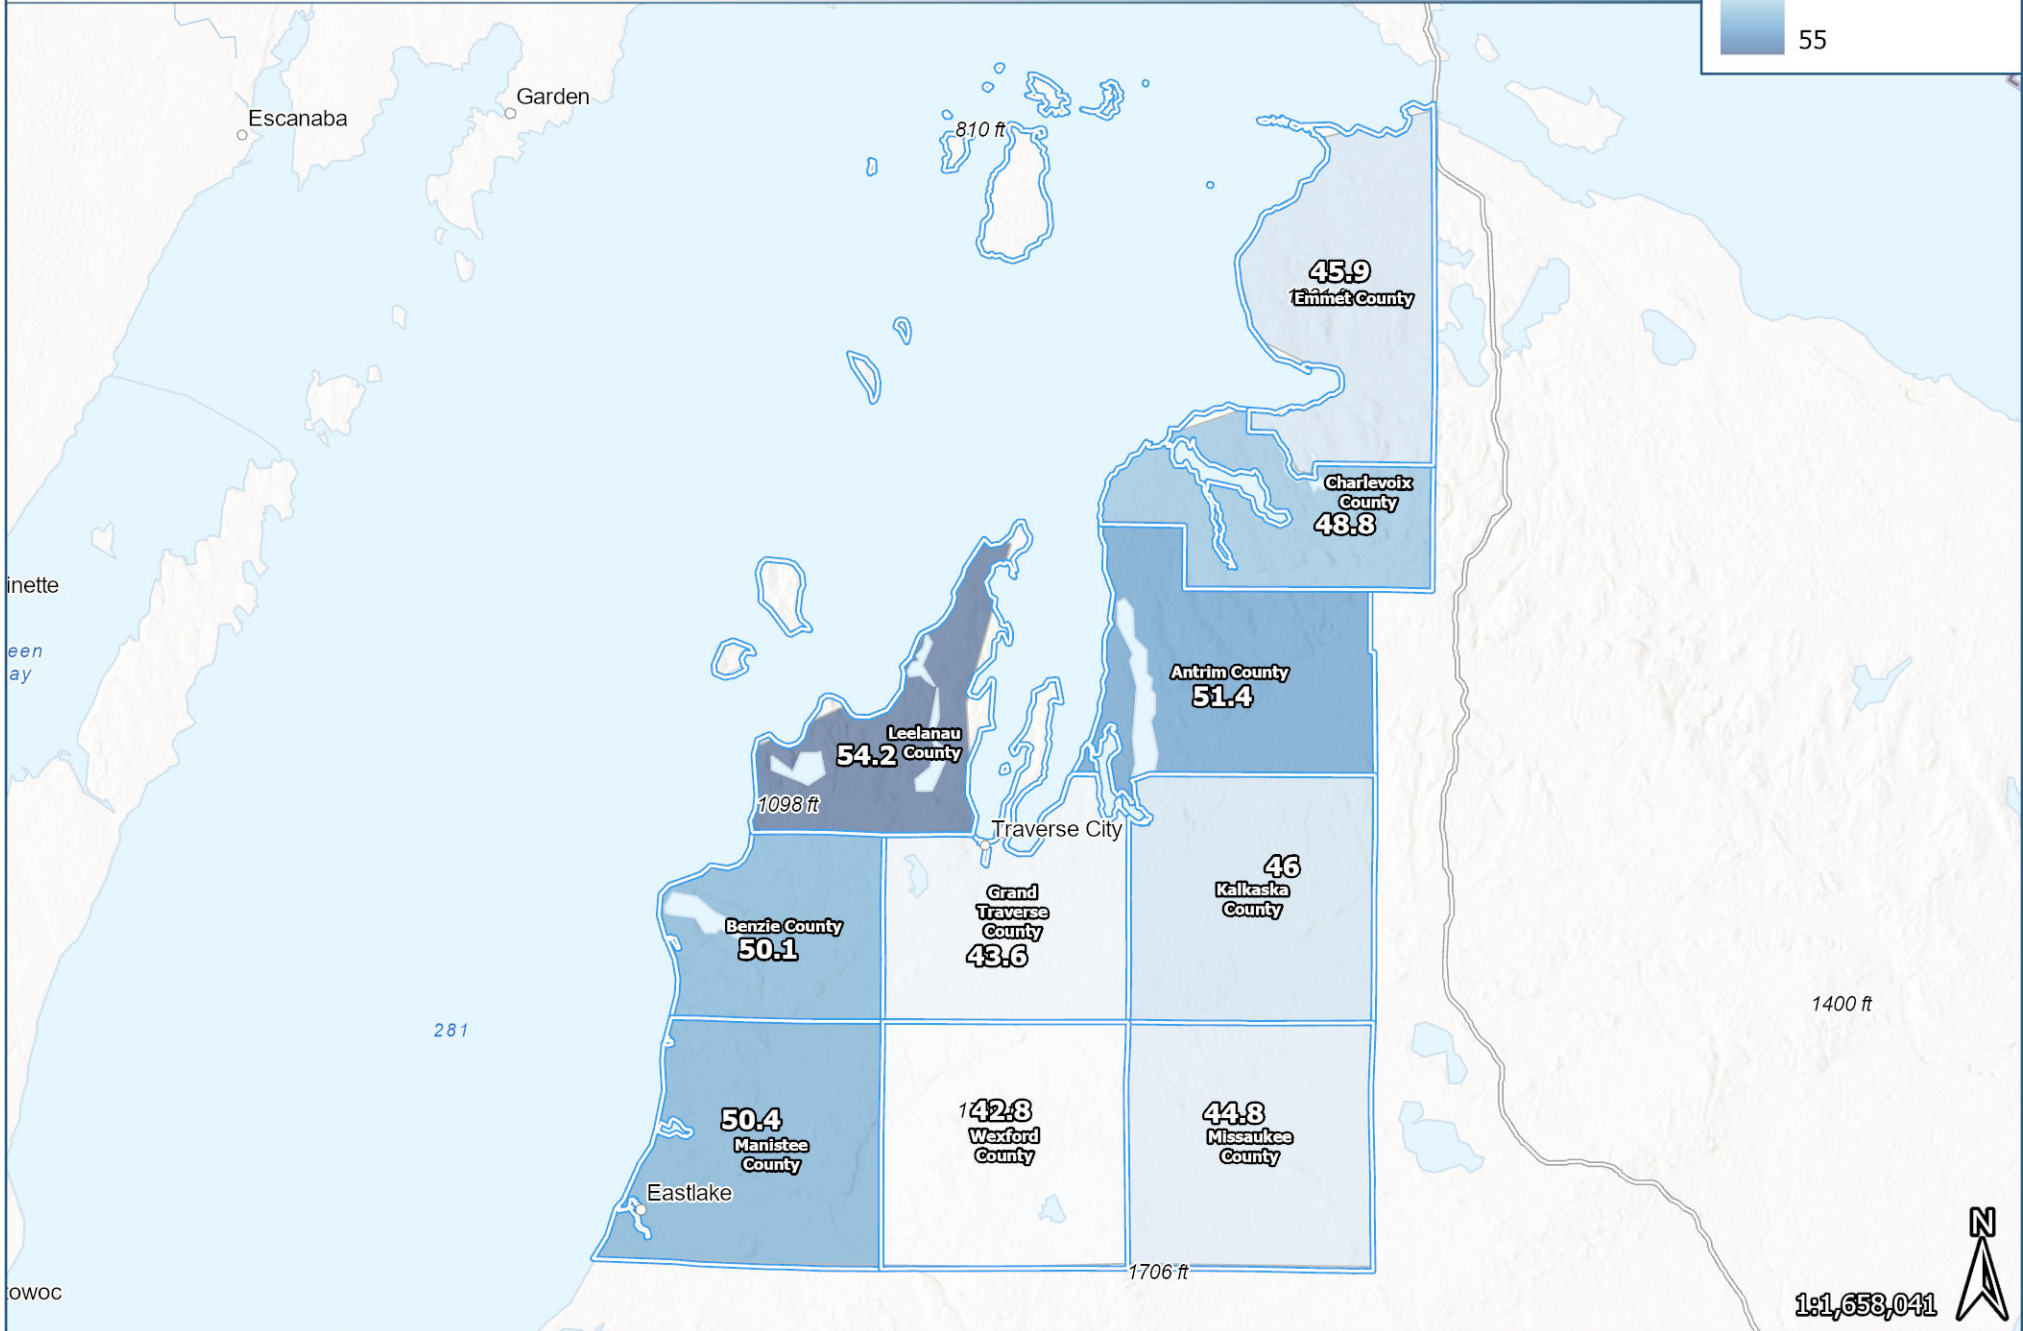 55
Garden
Escanaba
810 ft
45.9
Emmet County
Charlevoix
County
48.8
inette
een
ay
Antrim County
51.4
Leelanau
54.2 County
1098 ft
Traverse City
46
Kalkaska
County
Grand
Traverse
County
43.6
Benzie County
50.1
1400 ft
281
50.4
Manistee
County
42.8
Wexford
County
44.8
Missaukee
County
Eastlake
1706 ft
owoc
N
1:1,658,041